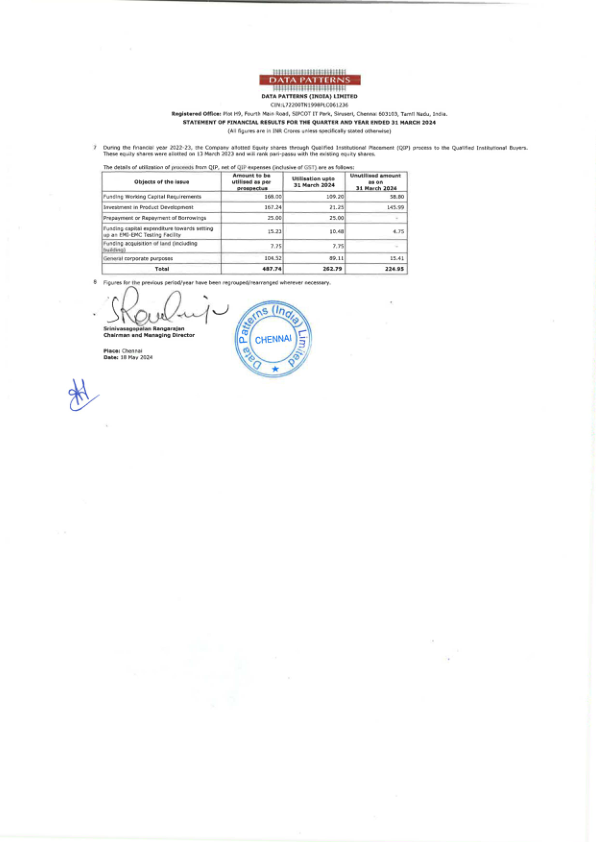 DATA PATTERNS
DATA PATTERNS (INDIA) LIMITED
CIN:L72200TN1998PLC061236
Registered Office: Plot H9, Fourth Main Road, SIPCOT IT Park, Siruseri, Chennai 603103, Tamil Nadu, India.
STATEMENT OF FINANCIAL RESULTS FOR THE QUARTER AND YEAR ENDED 31 MARCH 2024
(All figures are in INR Crores unless specifically stated otherwise)
7 During the financial year 2022-23, the Company allotted Equity shares through Qualified Institutional Placement (QIP) process to the Qualified Institutional Buyers.
These equity shares were allotted on 13 March 2023 and will rank pari-passu with the existing equity shares.
The details of utilization of proceeds from QIP, net of QIP expenses (inclusive of GST) are as follows:
Objects of the issue | Amount to be utilised as per prospectus | Utilisation upto 31 March 2024 | Unutilised amount as on 31 March 2024
Funding Working Capital Requirements 168.00 109.20 58.80
Investment in Product Development 167.24 21.25 145.99
Prepayment or Repayment of Borrowings 25.00 25.00 -
Funding capital expenditure towards setting
up an EMI-EMC Testing Facility 15.23 10.48 4.75
Funding acquisition of land (including
building) 7.75 7.75 -
General corporate purposes 104.52 89.11 15.41
Total 487.74 262.79 224.95
8 Figures for the previous period/year have been regrouped/rearranged wherever necessary.
Srinivasagopalan Rangarajan
Chairman and Managing Director
Place: Chennai
Date: 18 May 2024
Data Patterns (India) Limited
CHENNAI